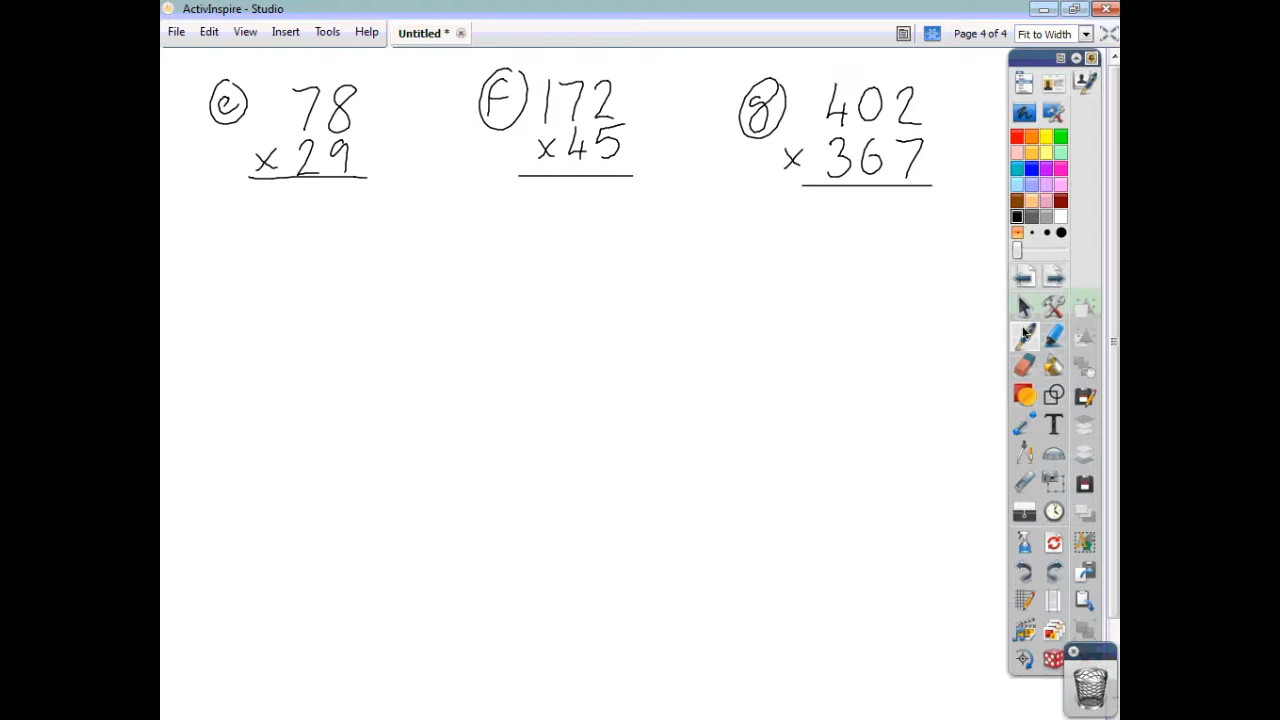 ActivInspire - Studio
File Edit View Insert Tools Help Untitled * Page 4 of 4 Fit to Width
e 78 F 172 g 402
x 29 x 45 x 367
T